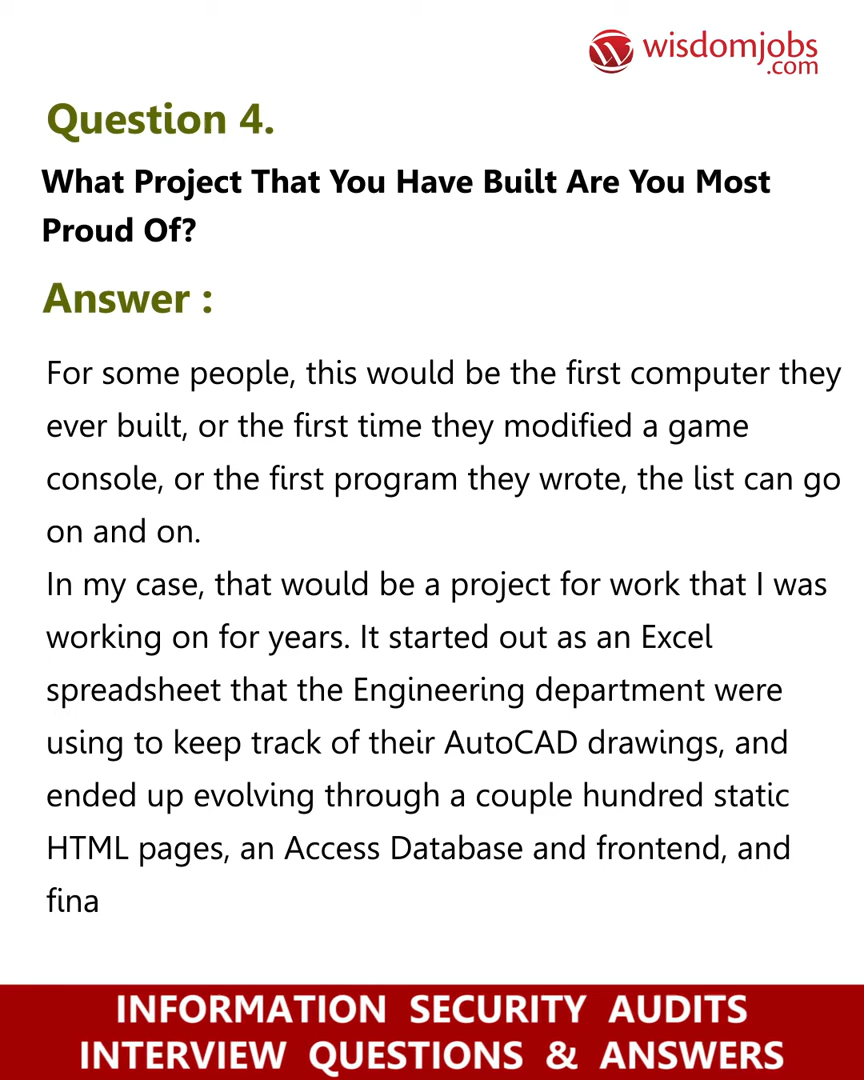 wisdomjobs
.com
Question 4.
What Project That You Have Built Are You Most
Proud Of?
Answer :
For some people, this would be the first computer they
ever built, or the first time they modified a game
console, or the first program they wrote, the list can go
on and on.
In my case, that would be a project for work that I was
working on for years. It started out as an Excel
spreadsheet that the Engineering department were
using to keep track of their AutoCAD drawings, and
ended up evolving through a couple hundred static
HTML pages, an Access Database and frontend, and
fina
INFORMATION SECURITY AUDITS
INTERVIEW QUESTIONS & ANSWERS